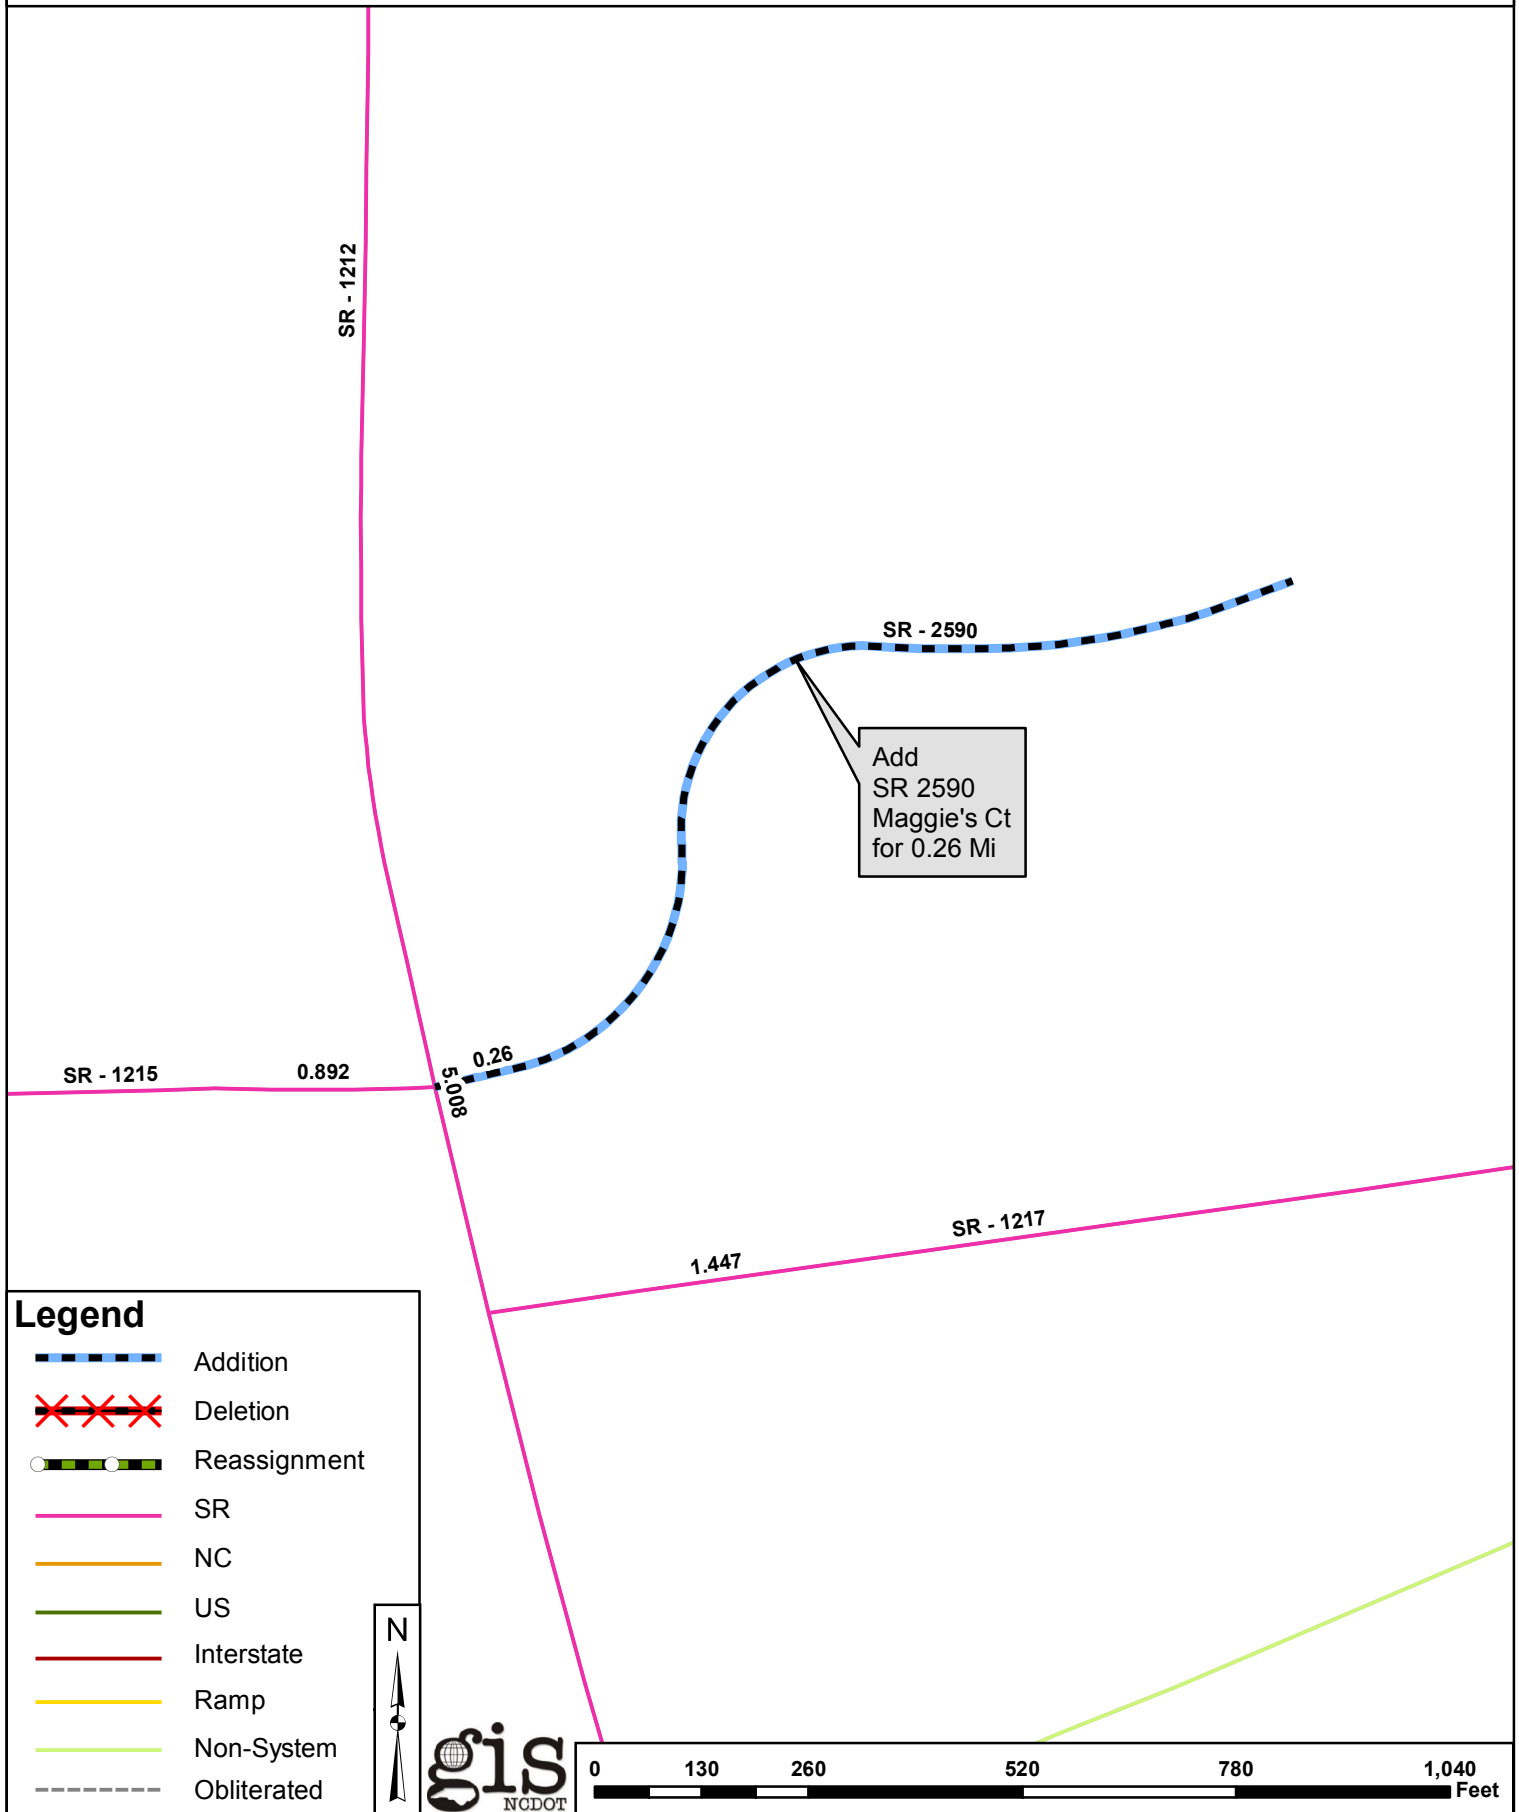 SR - 1212
SR - 2590
Add
SR 2590
Maggie's Ct
for 0.26 Mi
0.26
5.008
SR - 1215
0.892
SR - 1217
1.447
Legend
Addition
Deletion
Reassignment
SR
NC
US
Interstate
Ramp
Non-System
Obliterated
N
gis
NCDOT
0 130 260 520 780 1,040
Feet